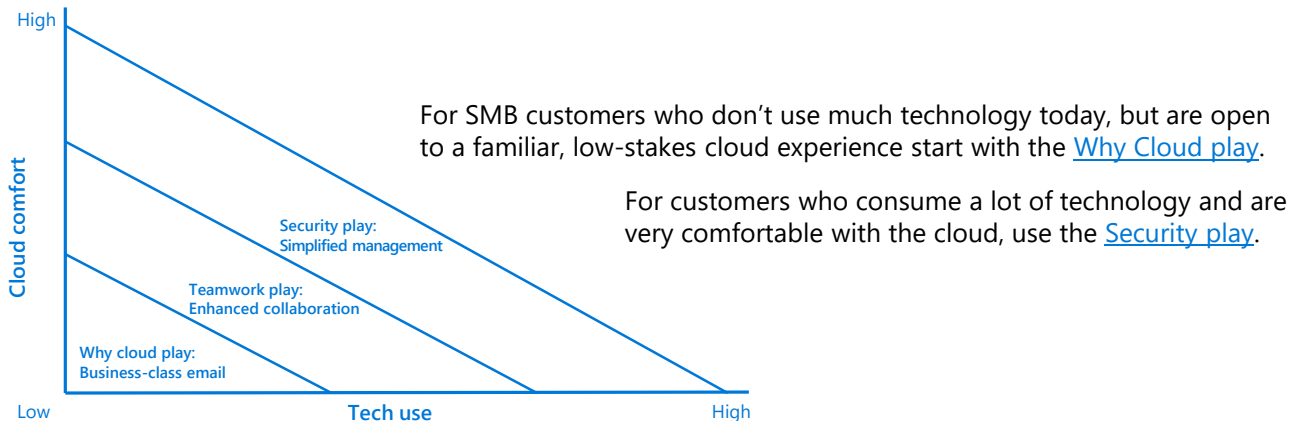 High
For SMB customers who don’t use much technology today, but are open
to a familiar, low-stakes cloud experience start with the Why Cloud play.
For customers who consume a lot of technology and are
very comfortable with the cloud, use the Security play.
Cloud comfort
Security play:
Simplified management
Teamwork play:
Enhanced collaboration
Why cloud play:
Business-class email
Low
Tech use
High